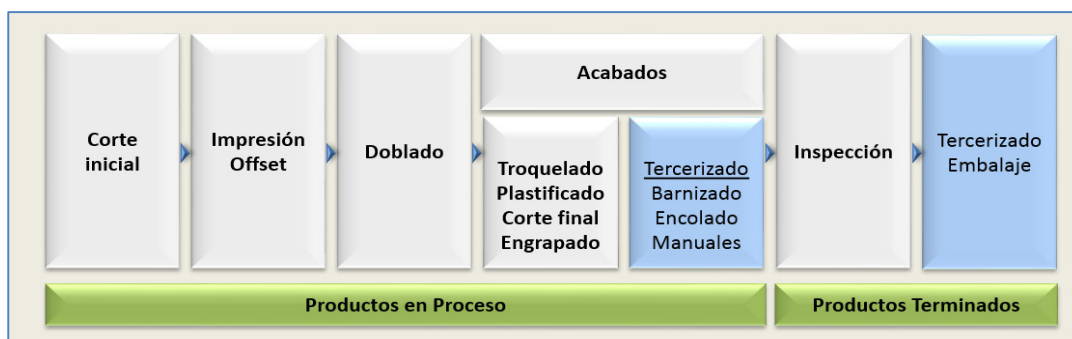 Corte
inicial
Impresión
Offset
Doblado
Acabados
Troquelado
Plastificado
Corte final
Engrapado
Tercerizado
Barnizado
Encolado
Manuales
Inspección
Tercerizado
Embalaje
Productos en Proceso
Productos Terminados